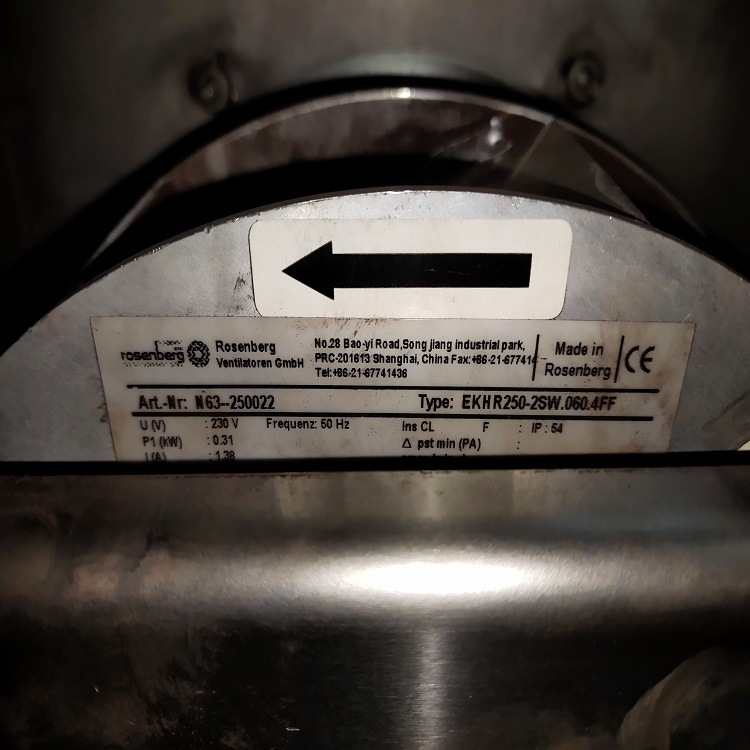 rosenberg
Rosenberg
Ventilatoren GmbH
No.28 Bao-yi Road,Song jiang industrial park,
PRC-201613 Shanghai, China Fax:+86-21-677414
Tel:+86-21-67741436
Made in
Rosenberg
CE
Art.-Nr: N63--250022 Type: EKHR250-2SW.060.4FF
U (V) : 230 V Frequenz: 50 Hz Ins CL F : IP : 54
P1 (kW) : 0.31 Δ pst min (PA) :
I (A) : 1.38